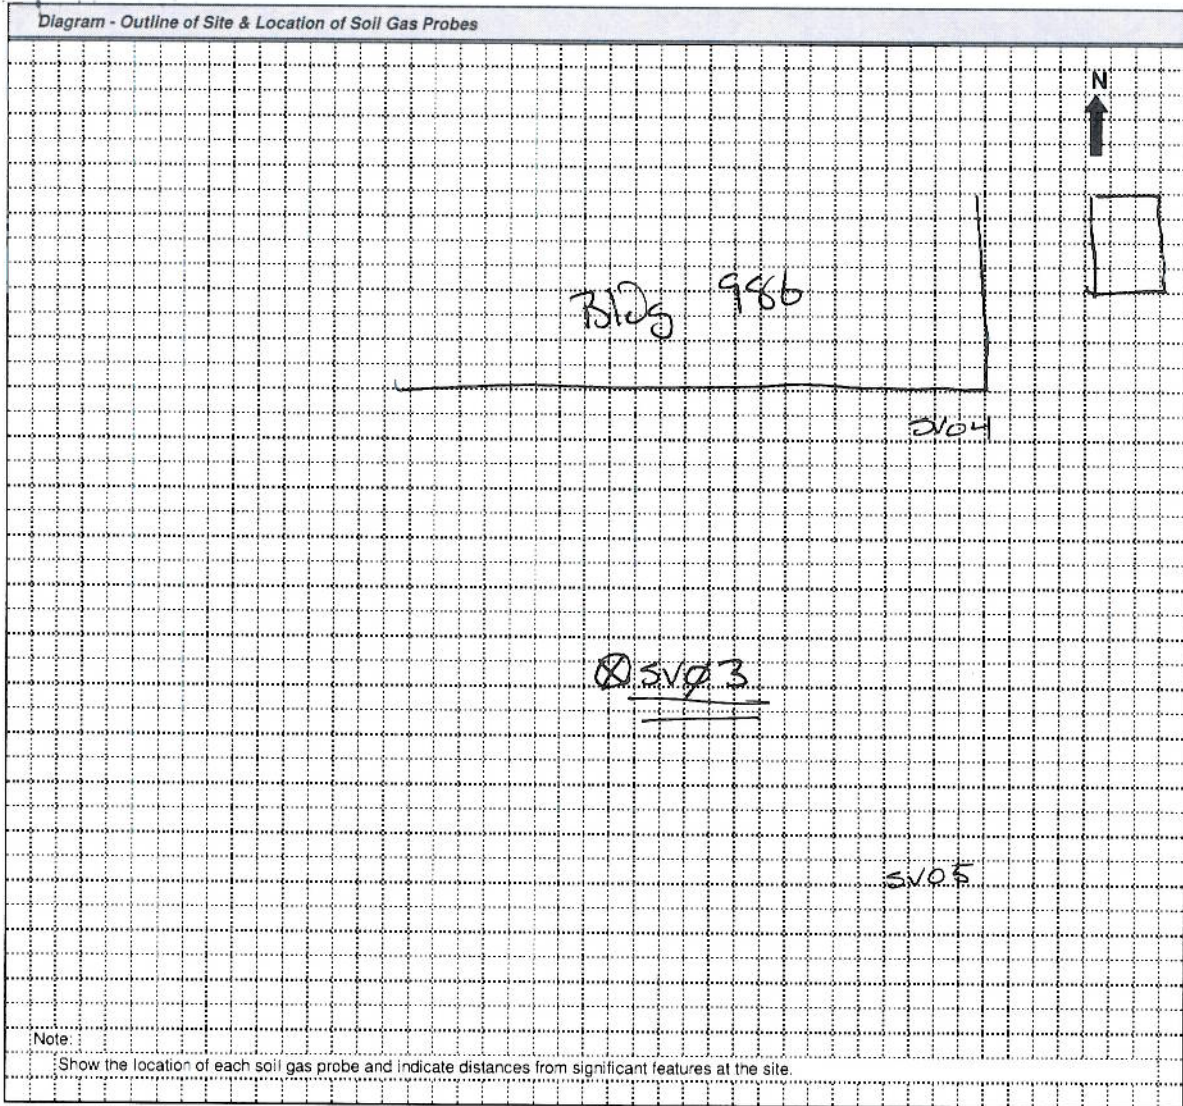 Diagram - Outline of Site & Location of Soil Gas Probes
N
Bldg 986
SV04
SVØ3
SV05
Note:
Show the location of each soil gas probe and indicate distances from significant features at the site.